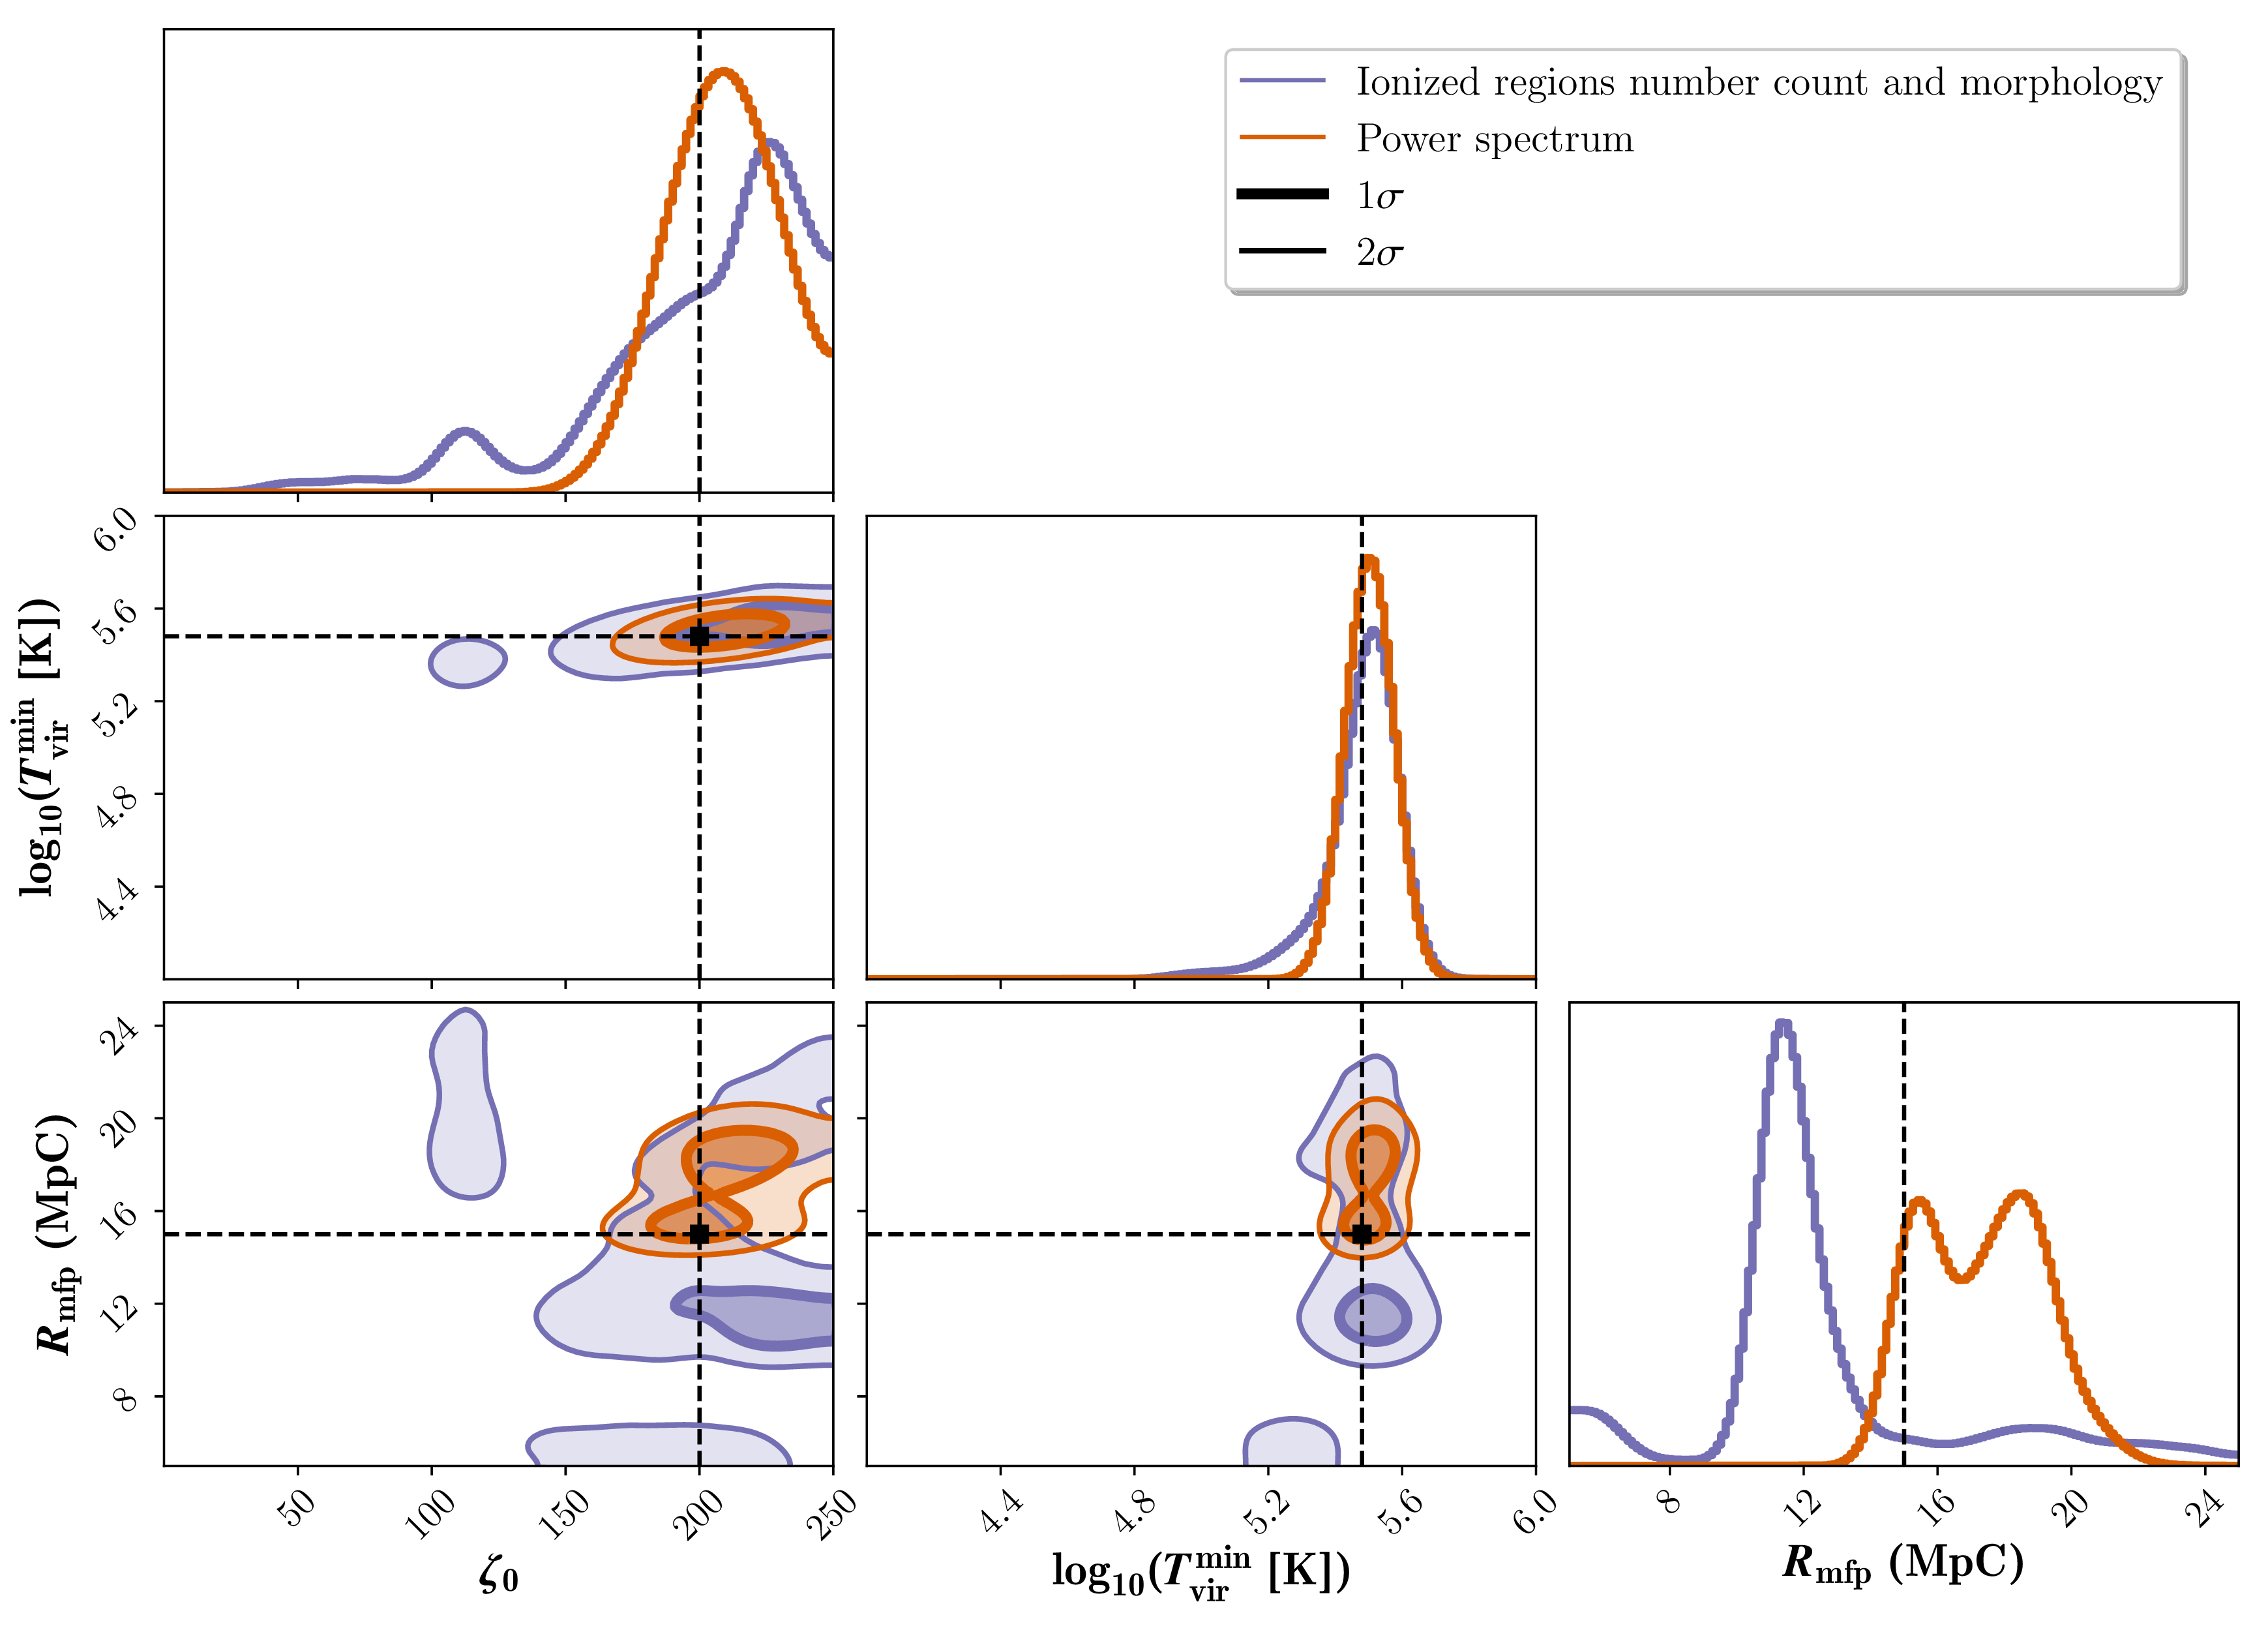 Ionized regions number count and morphology
Power spectrum
1σ
2σ
6.0
5.6
5.2
4.8
4.4
log₁₀(T_vir^min [K])
24
20
16
12
8
R_mfp (MpC)
50 100 150 200 250
ζ₀
4.4 4.8 5.2 5.6 6.0
log₁₀(T_vir^min [K])
8 12 16 20 24
R_mfp (MpC)